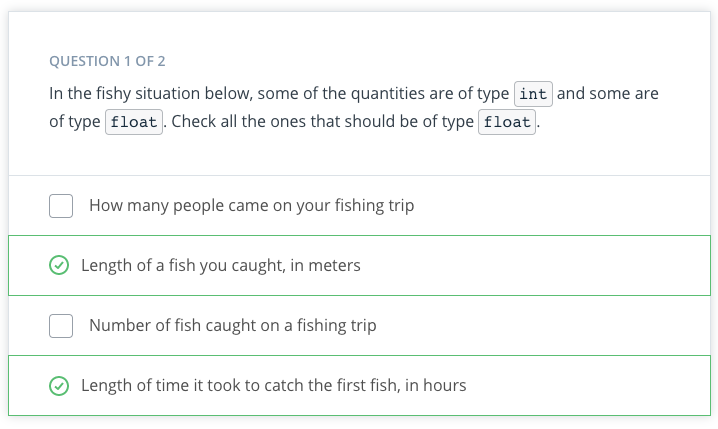 QUESTION 1 OF 2
In the fishy situation below, some of the quantities are of type int and some are
of type float. Check all the ones that should be of type float.
How many people came on your fishing trip
Length of a fish you caught, in meters
Number of fish caught on a fishing trip
Length of time it took to catch the first fish, in hours